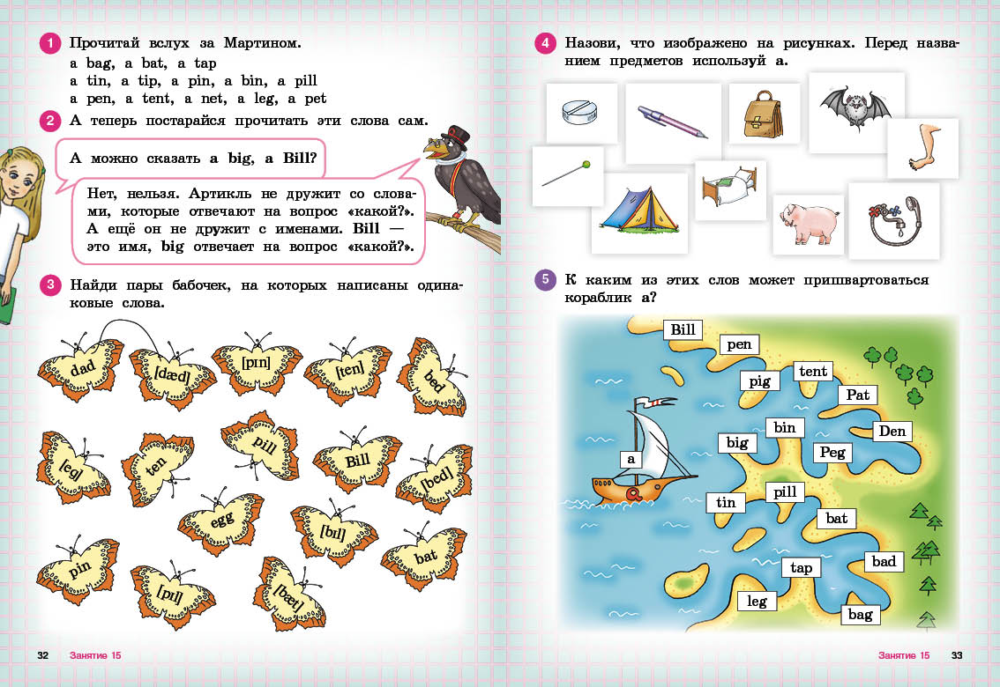 1 Прочитай вслух за Мартином.
a bag, a bat, a tap
a tin, a tip, a pin, a bin, a pill
a pen, a tent, a net, a leg, a pet
2 А теперь постарайся прочитать эти слова сам.
А можно сказать a big, a Bill?
Нет, нельзя. Артикль не дружит со слова-
ми, которые отвечают на вопрос «какой?».
А ещё он не дружит с именами. Bill —
это имя, big отвечает на вопрос «какой?».
3 Найди пары бабочек, на которых написаны одина-
ковые слова.
dad
[dæd]
[pɪn]
[ten]
bed
[eg]
ten
pill
Bill
[bed]
egg
[bɪl]
bat
pin
[pɪl]
[bæt]
32 Занятие 15
4 Назови, что изображено на рисунках. Перед назва-
нием предметов используй a.
5 К каким из этих слов может пришвартоваться
кораблик a?
Bill
pen
pig
tent
Pat
Den
bin
big
Peg
a
tin
pill
bat
bad
tap
leg
bag
Занятие 15 33